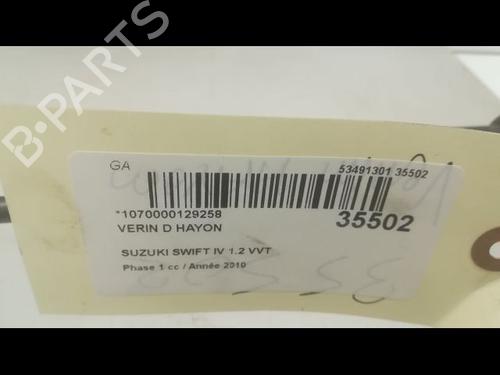 B-PARTS
GA
53491301 35502
*1070000129258
35502
VERIN D HAYON
SUZUKI SWIFT IV 1.2 VVT
Phase 1 cc / Année 2010